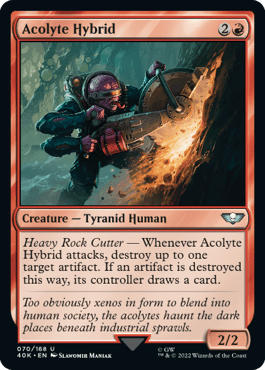 Acolyte Hybrid 2
Creature — Tyranid Human
Heavy Rock Cutter — Whenever Acolyte
Hybrid attacks, destroy up to one
target artifact. If an artifact is destroyed
this way, its controller draws a card.
Too obviously xenos in form to blend into
human society, the acolytes haunt the dark
places beneath industrial sprawls.
2/2
070/168 U
40K • EN SLAWOMIR MANIAK
© GW
™ & © 2022 Wizards of the Coast